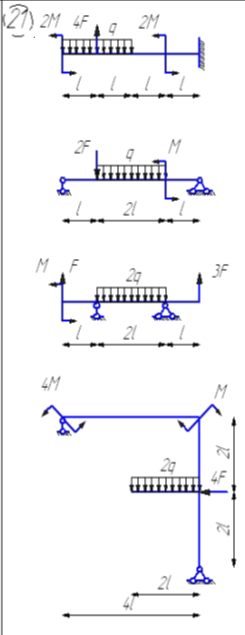 21
2M 4F q 2M
l l l l
2F q M
l 2l l
M F 2q 3F
l 2l l
4M M
2l
2q 4F
2l
2l
4l